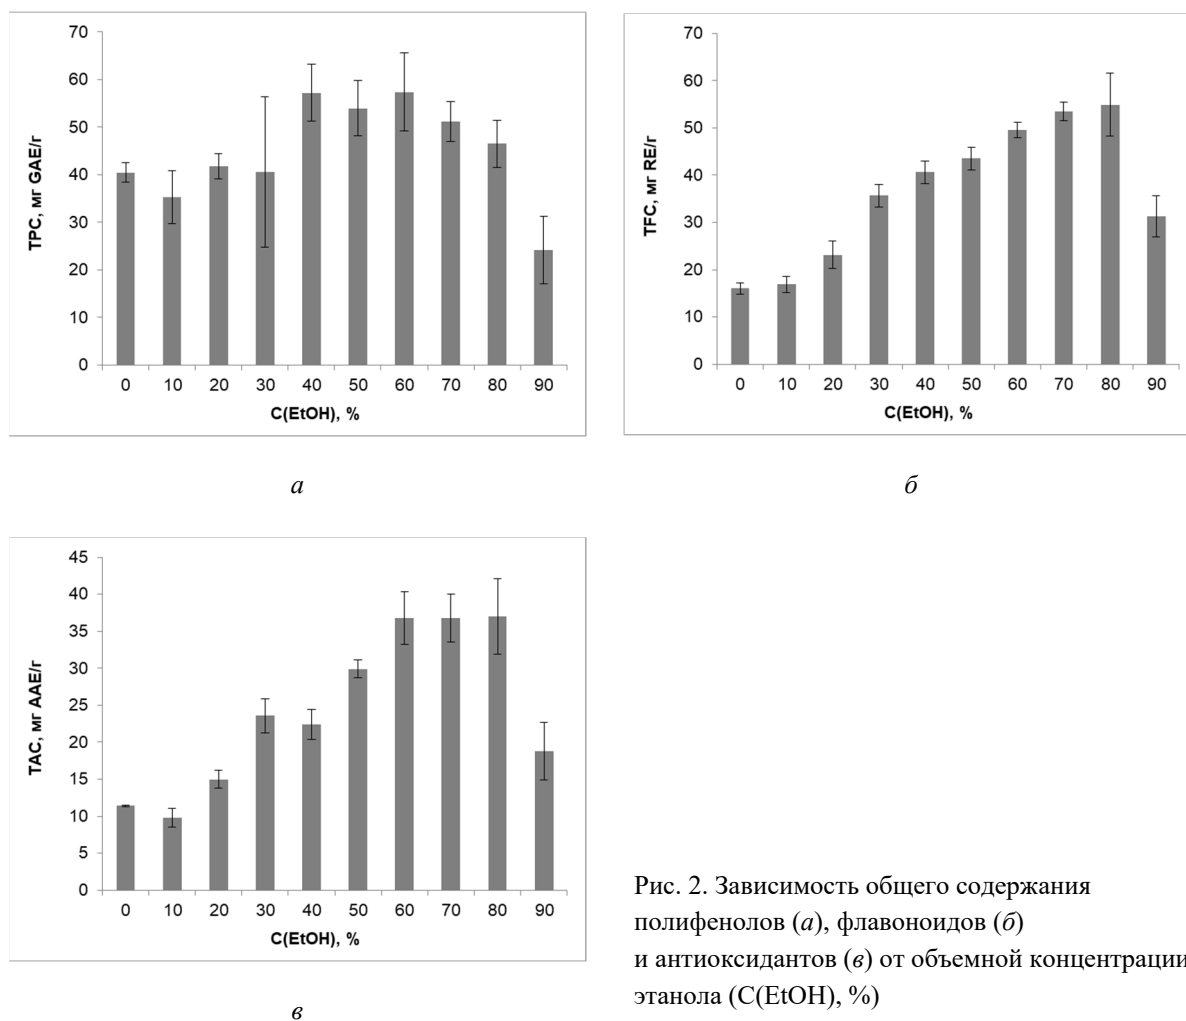 70
60
50
40
30
20
10
0
TPC, мг GAE/г
0 10 20 30 40 50 60 70 80 90
C(EtOH), %
а
70
60
50
40
30
20
10
0
TFC, мг RE/г
0 10 20 30 40 50 60 70 80 90
C(EtOH), %
б
45
40
35
30
25
20
15
10
5
0
TAC, мг AAE/г
0 10 20 30 40 50 60 70 80 90
C(EtOH), %
в
Рис. 2. Зависимость общего содержания
полифенолов (а), флавоноидов (б)
и антиоксидантов (в) от объемной концентрации
этанола (C(EtOH), %)